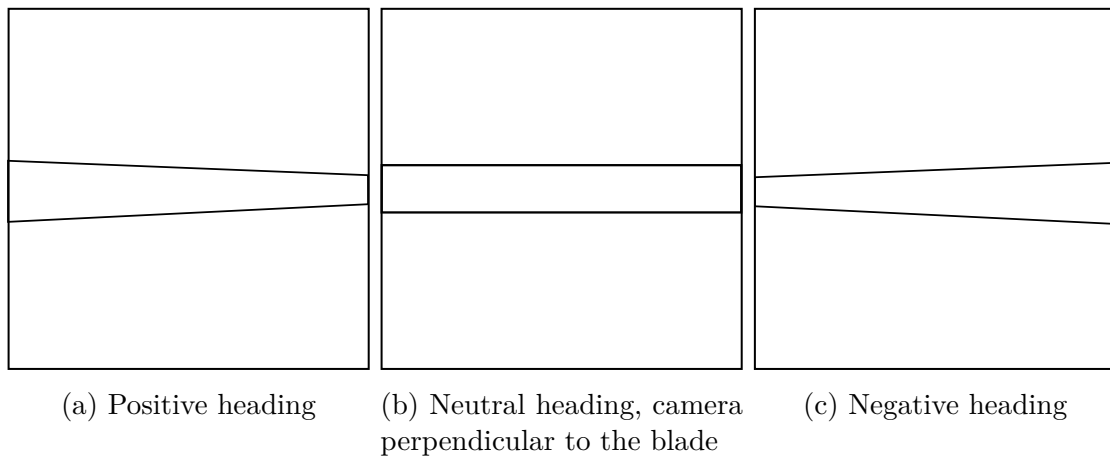 (a) Positive heading
(b) Neutral heading, camera
perpendicular to the blade
(c) Negative heading